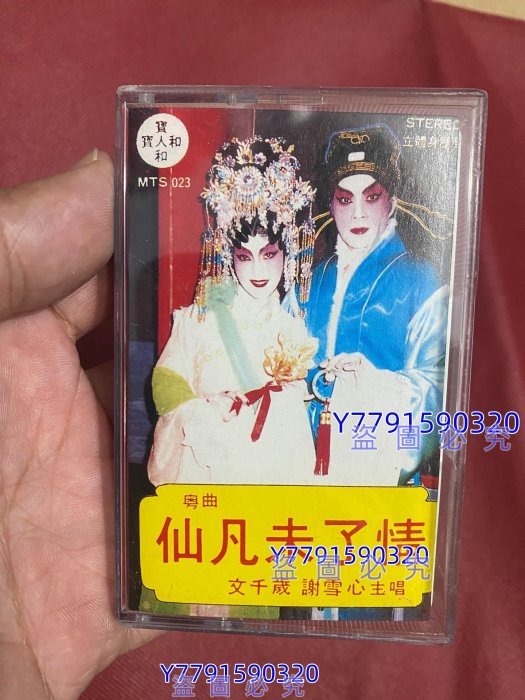 寶
寶人和
和
MTS 023
STEREO
立體身歷
Y7791590320
盜圖必究
粵曲
仙凡未了情
Y7791590320
盜圖必究
文千歲 謝雪心主唱
Y7791590320
盜圖必究